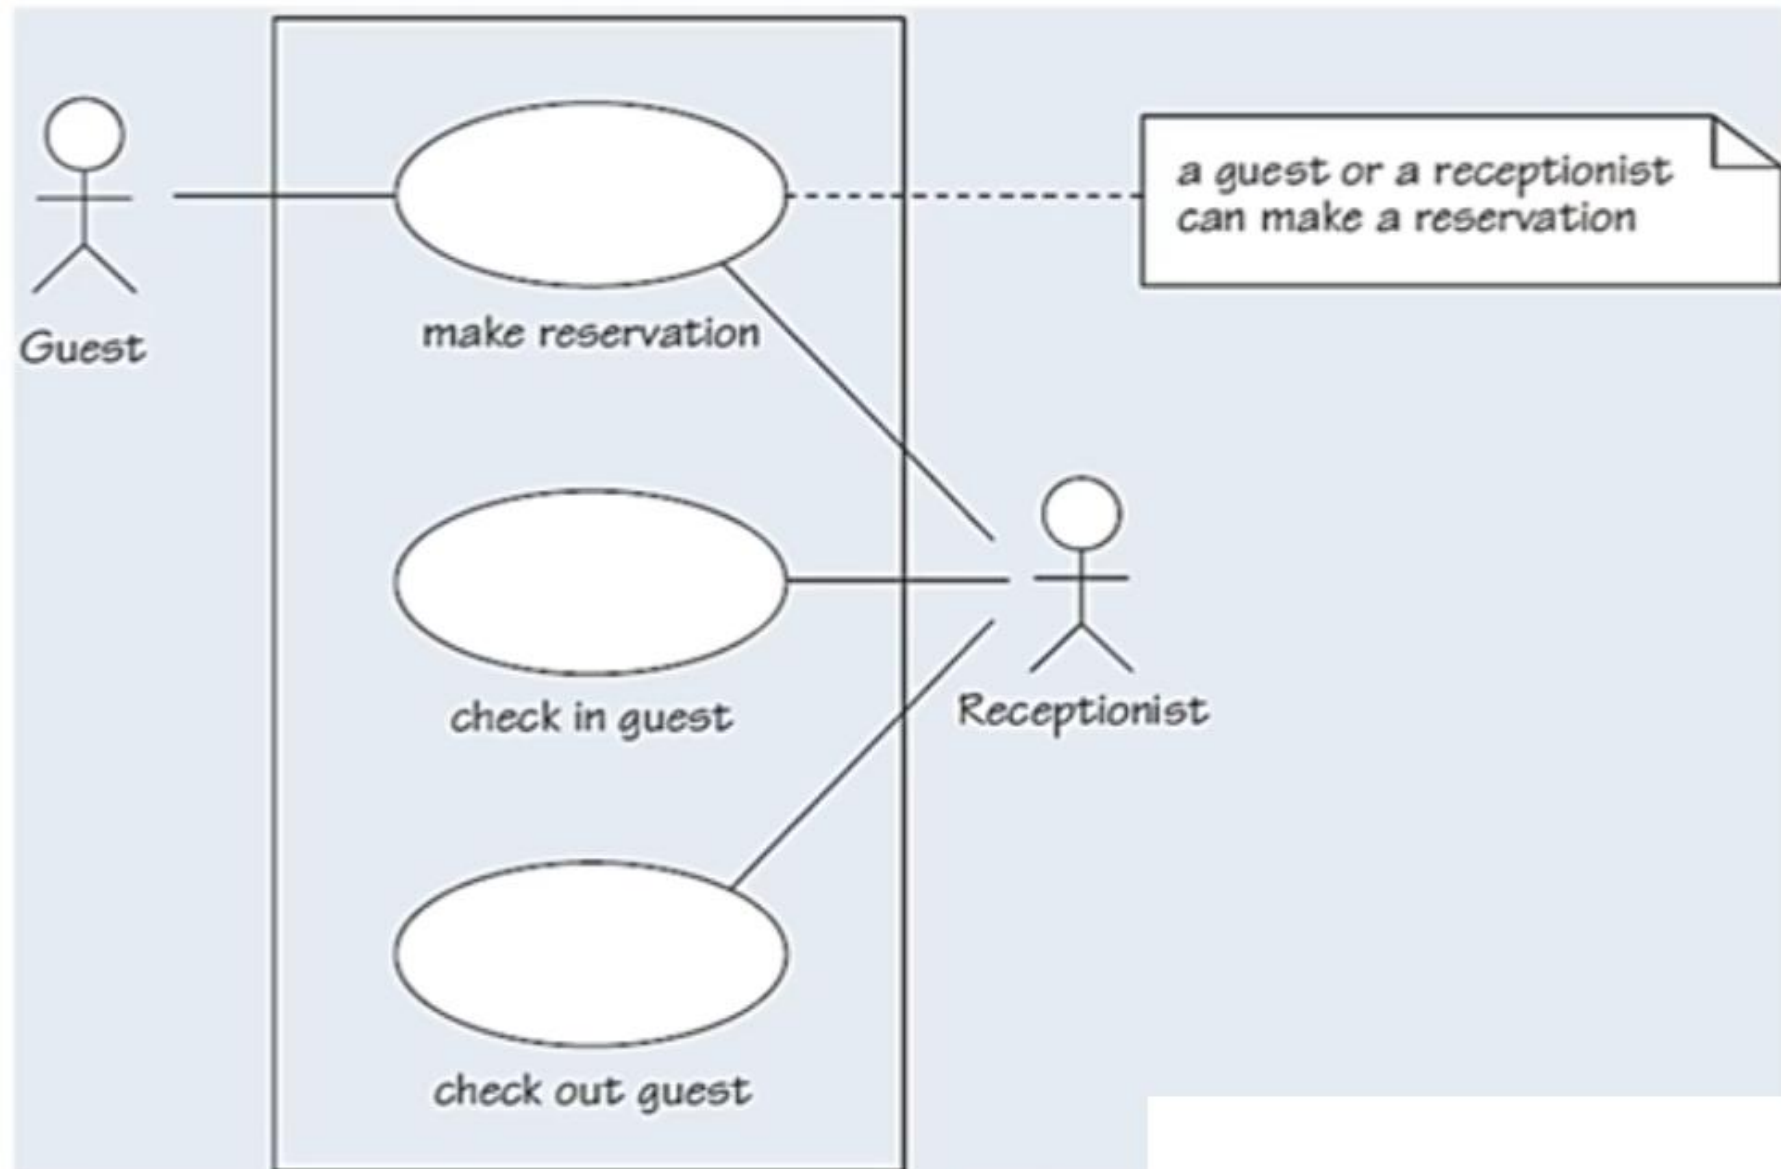 a guest or a receptionist
can make a reservation
make reservation
Guest
check in guest
Receptionist
check out guest